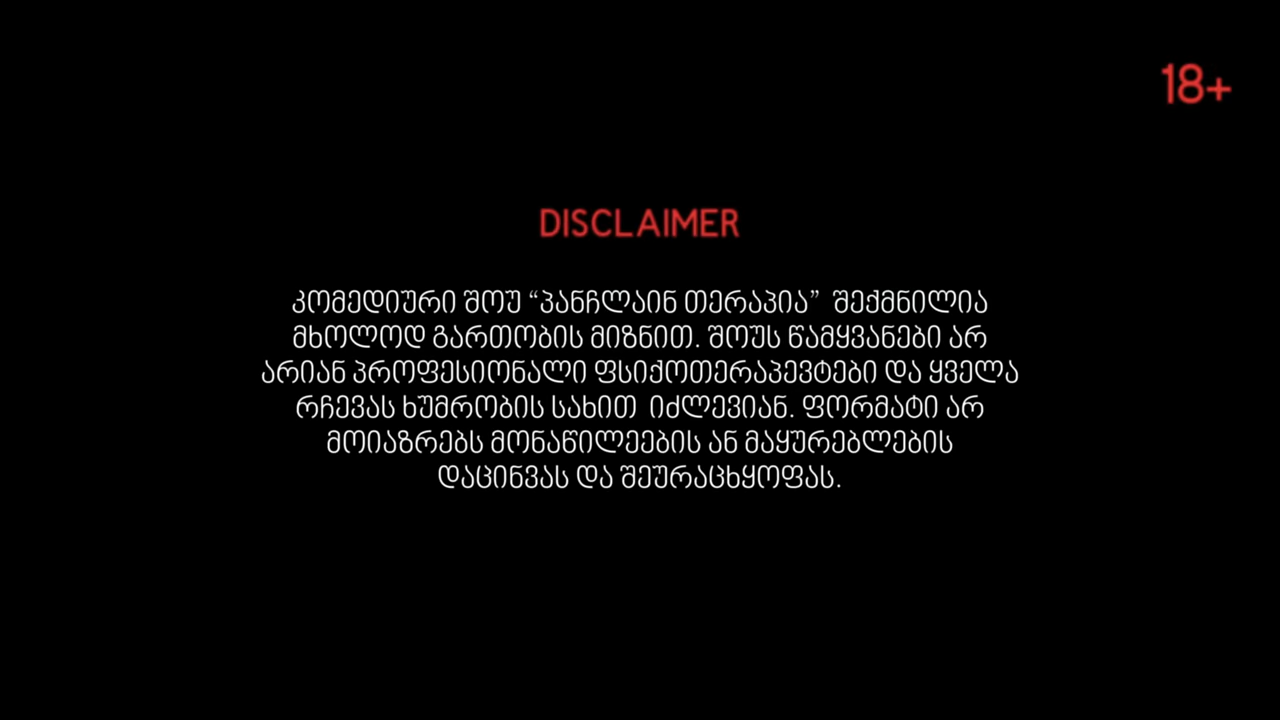 18+
DISCLAIMER
კომედიური შოუ “პანჩლაინ თერაპია” შექმნილია
მხოლოდ გართობის მიზნით. შოუს წამყვანები არ
არიან პროფესიონალი ფსიქოთერაპევტები და ყველა
რჩევას ხუმრობის სახით იძლევიან. ფორმატი არ
მოიაზრებს მონაწილეების ან მაყურებლების
დაცინვას და შეურაცხყოფას.